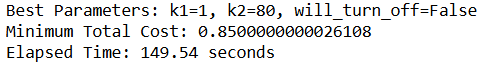 Best Parameters: k1=1, k2=80, will_turn_off=False
Minimum Total Cost: 0.8500000000026108
Elapsed Time: 149.54 seconds